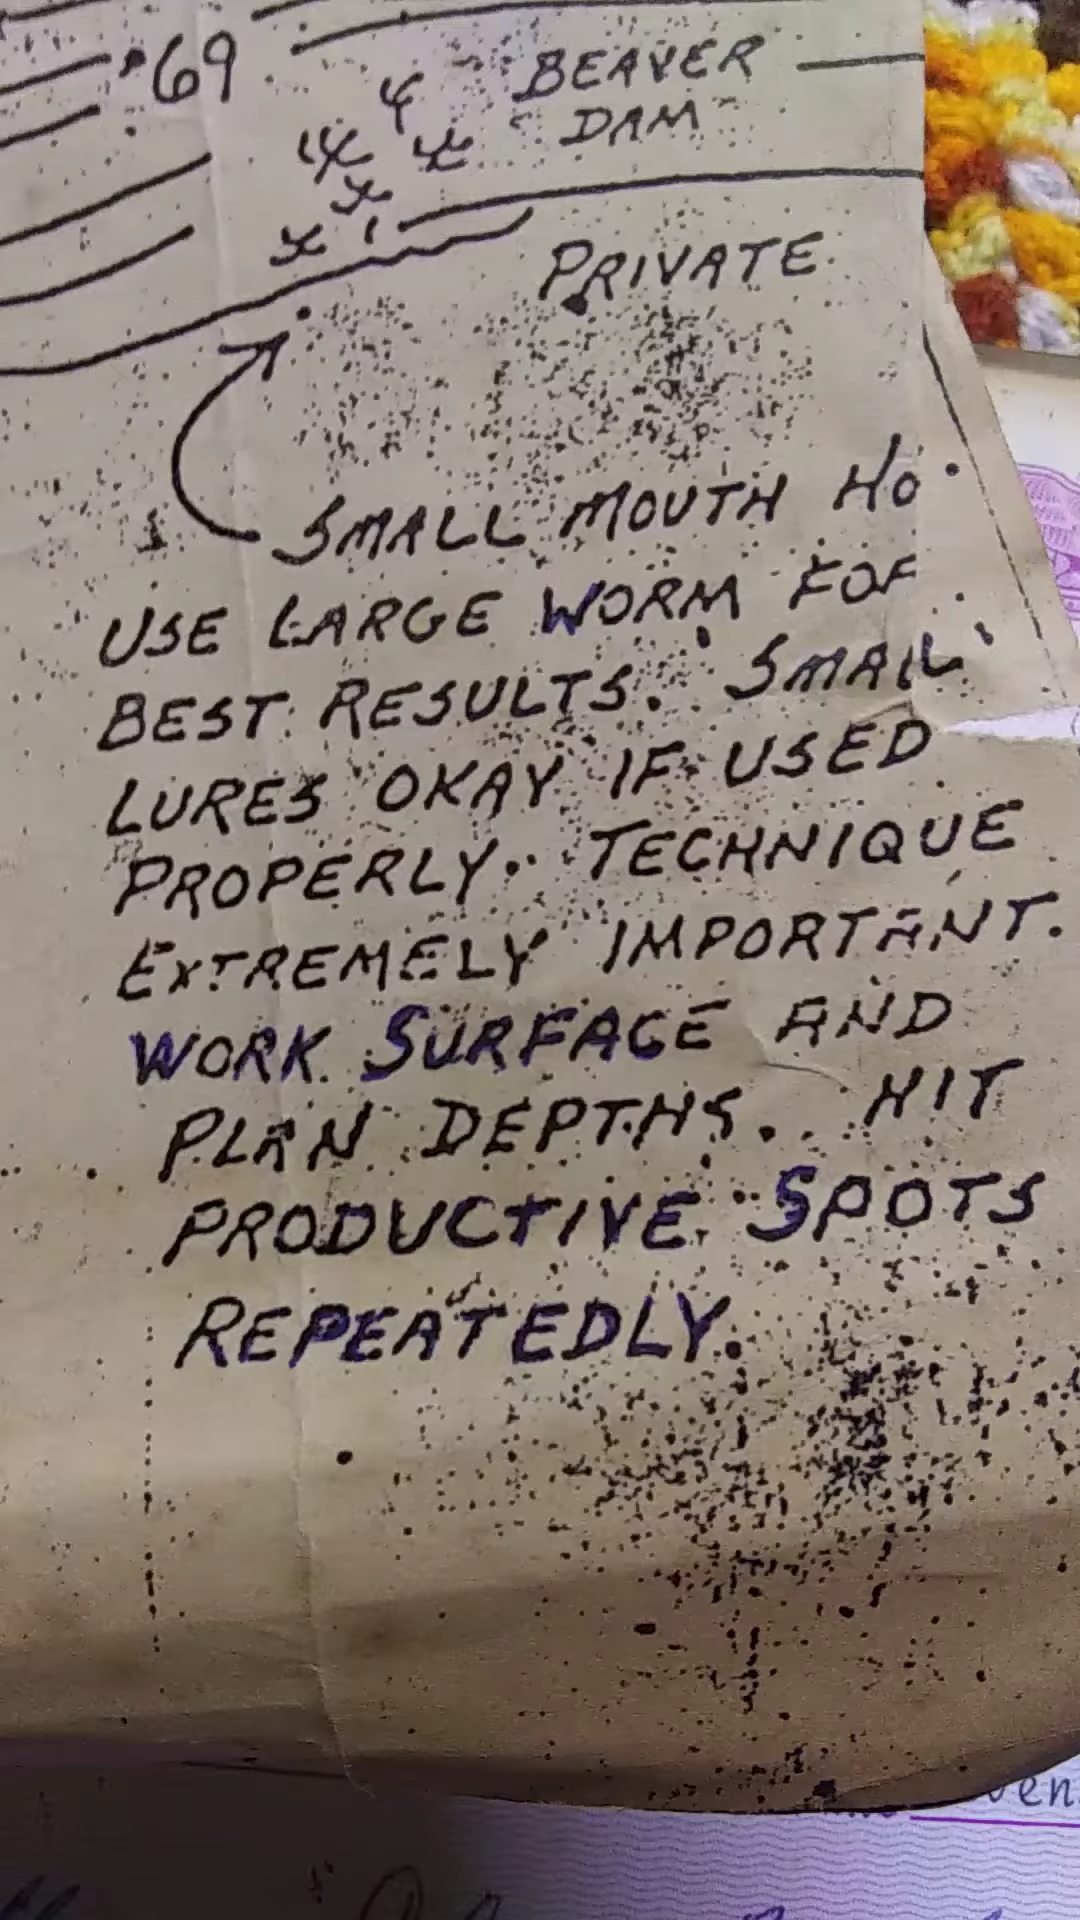 69
BEAVER
DAM
PRIVATE
SMALL MOUTH HO
USE LARGE WORM FOR
BEST RESULTS. SMALL
LURES OKAY IF USED
PROPERLY. TECHNIQUE
EXTREMELY IMPORTANT.
WORK SURFACE AND
PLAN DEPTHS. HIT
PRODUCTIVE SPOTS
REPEATEDLY.
ven